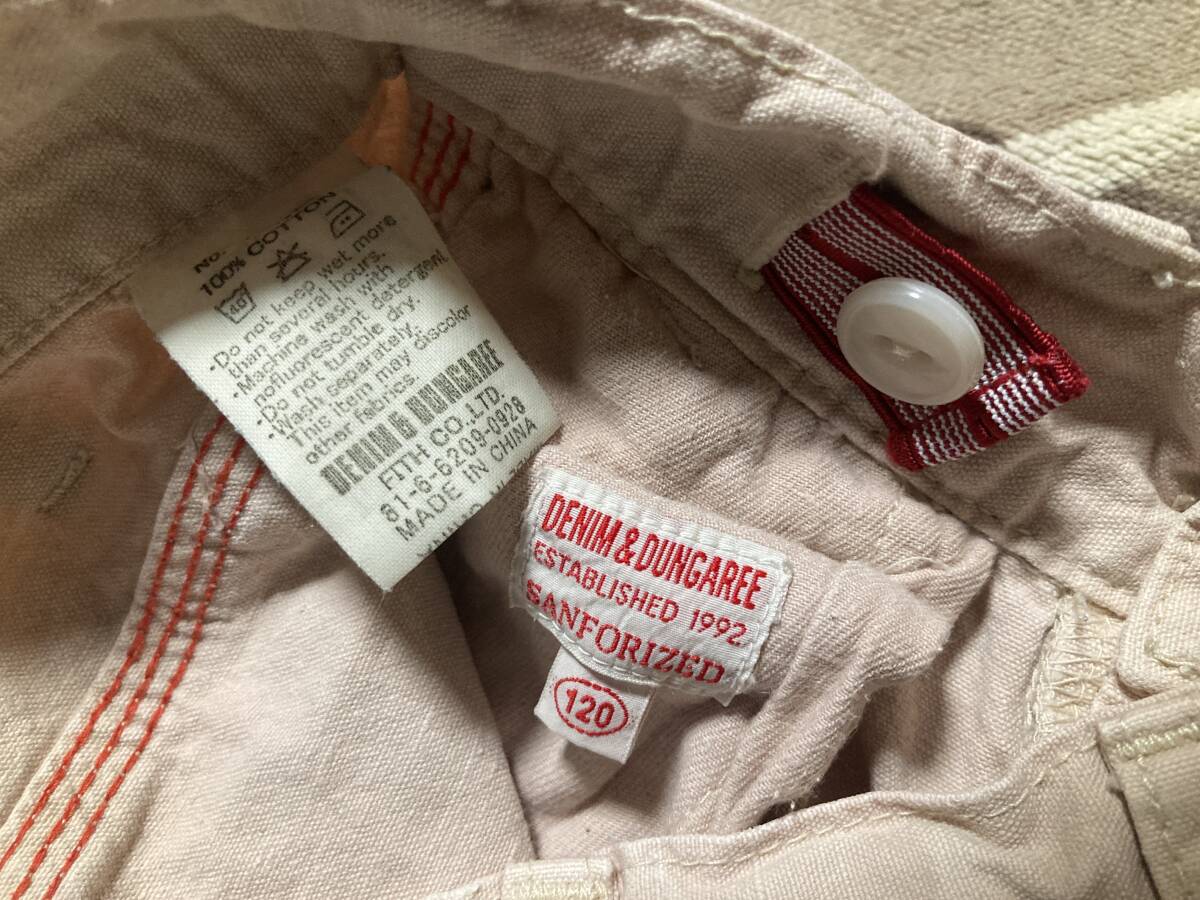 No.
100% COTTON
40
-Do not keep wet more
than several hours.
-Machine wash with
nofluorescent detergent.
-Do not tumble dry.
-Wash separately.
This item may discolor
other fabrics.
DENIM & DUNGAREE
FITH CO.,LTD.
81-6-6209-0928
MADE IN CHINA
DENIM & DUNGAREE
ESTABLISHED 1992
SANFORIZED
120